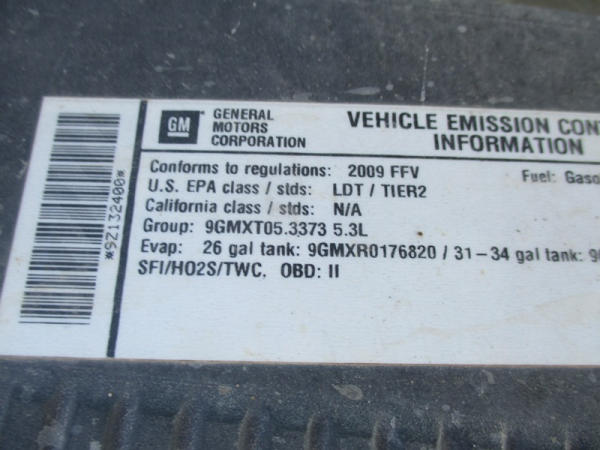 *9Z132400*
GM
GENERAL
MOTORS
CORPORATION
VEHICLE EMISSION CON
INFORMATION
Conforms to regulations: 2009 FFV
Fuel: Gaso
U.S. EPA class / stds: LDT / TIER2
California class / stds: N/A
Group: 9GMXT05.3373 5.3L
Evap: 26 gal tank: 9GMXR0176820 / 31-34 gal tank: 9
SFI/HO2S/TWC, OBD: II